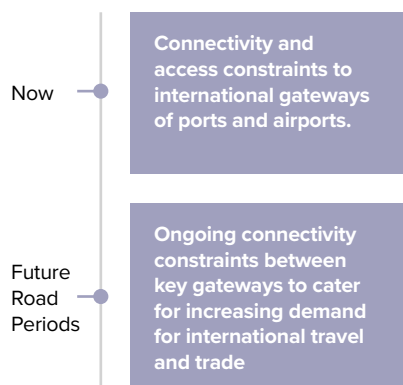 Now
Connectivity and
access constraints to
international gateways
of ports and airports.
Future
Road
Periods
Ongoing connectivity
constraints between
key gateways to cater
for increasing demand
for international travel
and trade